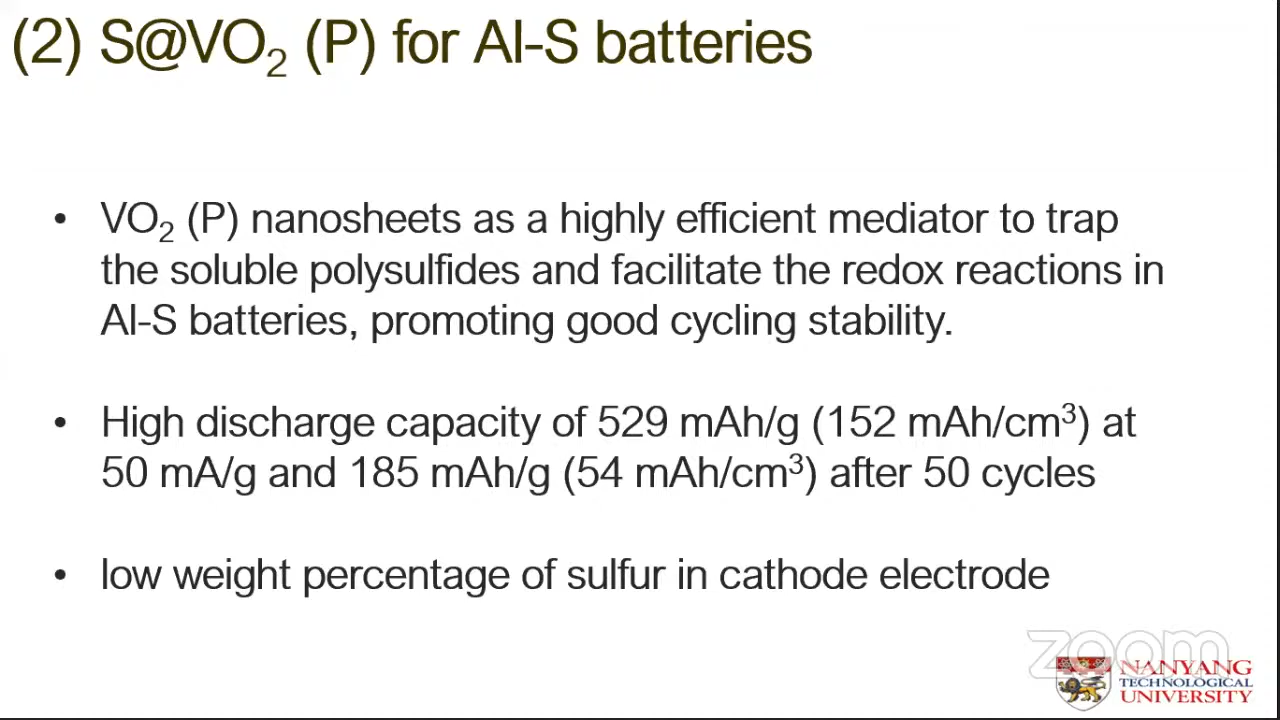 (2) S@VO₂ (P) for Al-S batteries
• VO₂ (P) nanosheets as a highly efficient mediator to trap
the soluble polysulfides and facilitate the redox reactions in
Al-S batteries, promoting good cycling stability.
• High discharge capacity of 529 mAh/g (152 mAh/cm³) at
50 mA/g and 185 mAh/g (54 mAh/cm³) after 50 cycles
• low weight percentage of sulfur in cathode electrode
zoom
NANYANG
TECHNOLOGICAL
UNIVERSITY